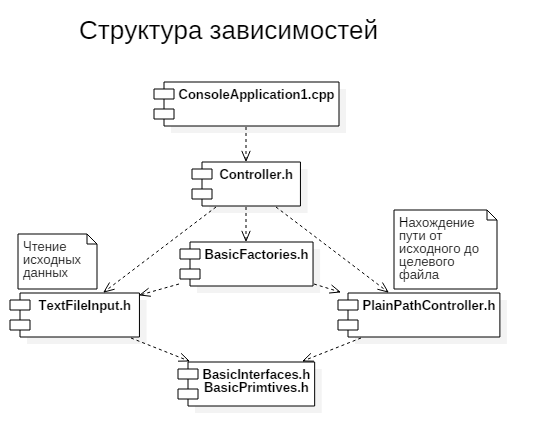 Структура зависимостей
ConsoleApplication1.cpp
Controller.h
Чтение
исходных
данных
BasicFactories.h
Нахождение
пути от
исходного до
целевого
файла
TextFileInput.h
PlainPathController.h
BasicInterfaces.h
BasicPrimtives.h